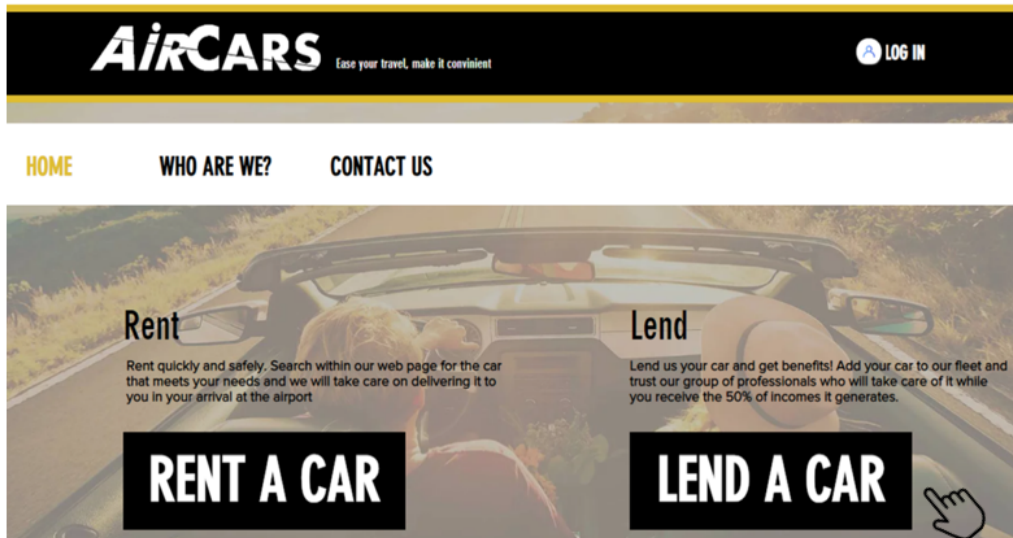 AiRCARS
Ease your travel, make it convinient
LOG IN
HOME
WHO ARE WE?
CONTACT US
Rent
Rent quickly and safely. Search within our web page for the car
that meets your needs and we will take care on delivering it to
you in your arrival at the airport
RENT A CAR
Lend
Lend us your car and get benefits! Add your car to our fleet and
trust our group of professionals who will take care of it while
you receive the 50% of incomes it generates.
LEND A CAR